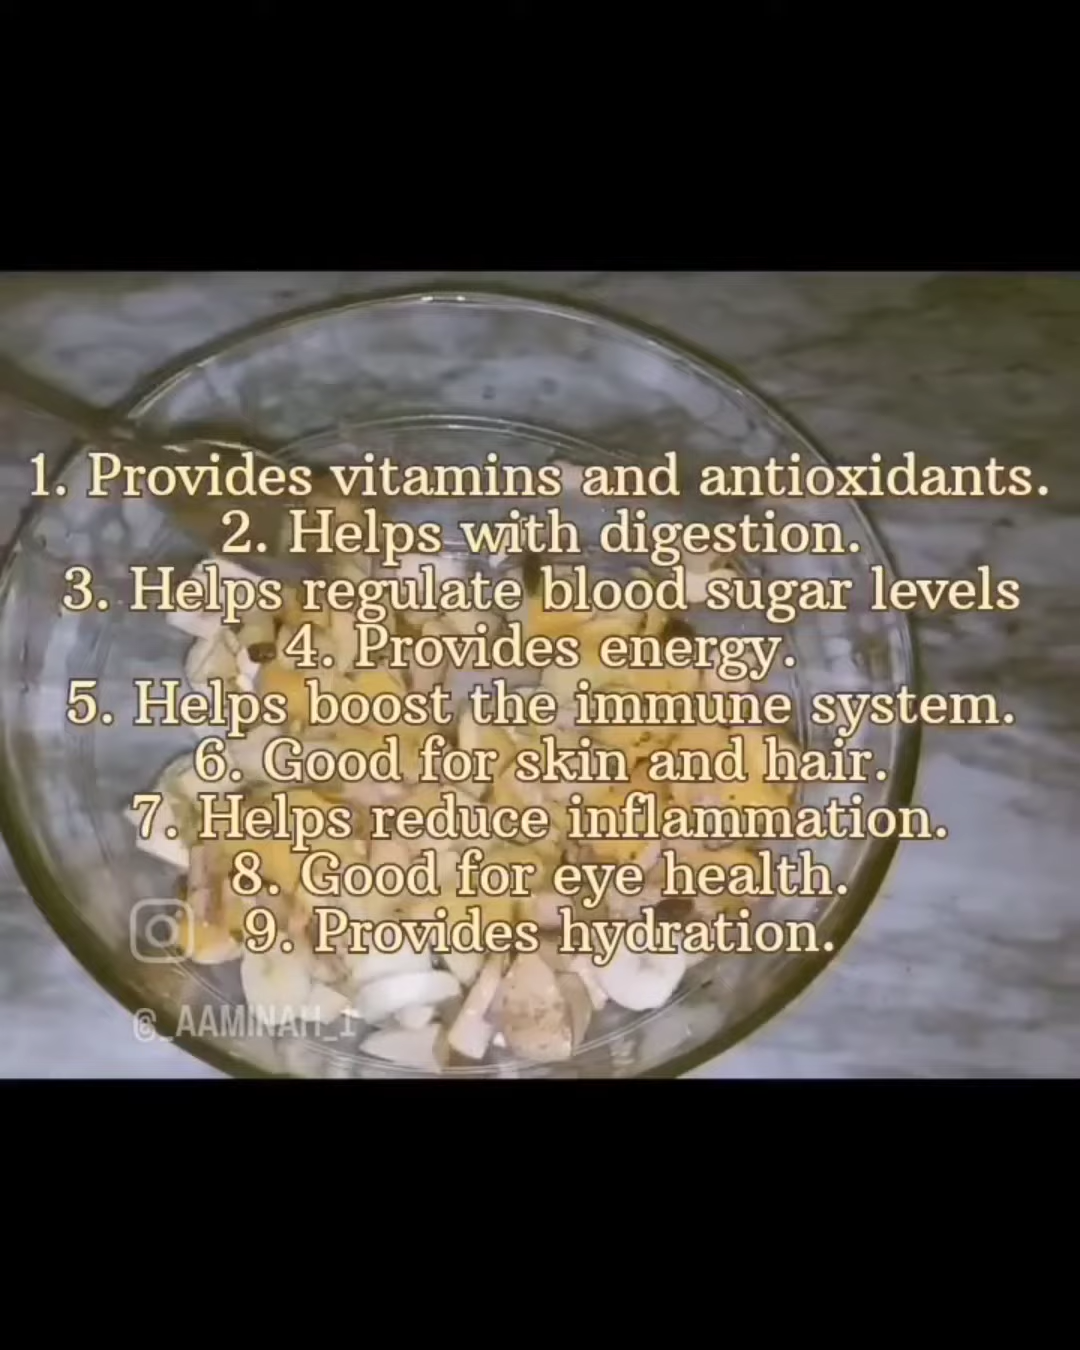 1. Provides vitamins and antioxidants.
2. Helps with digestion.
3. Helps regulate blood sugar levels
4. Provides energy.
5. Helps boost the immune system.
6. Good for skin and hair.
7. Helps reduce inflammation.
8. Good for eye health.
9. Provides hydration.
@_AAMINAH_1